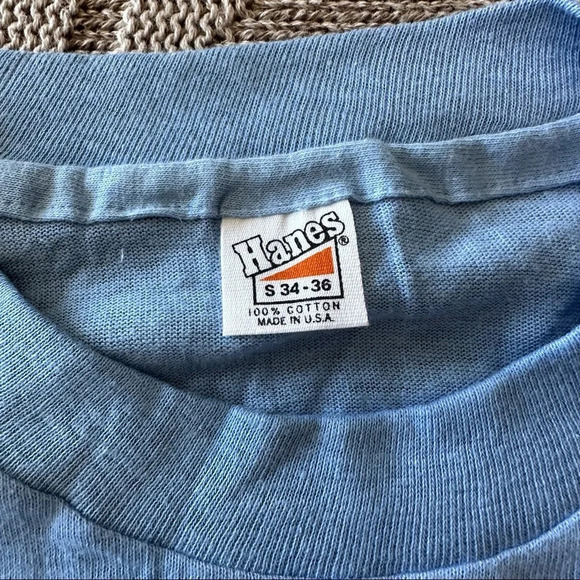 Hanes®
S 34-36
100% COTTON
MADE IN U.S.A.